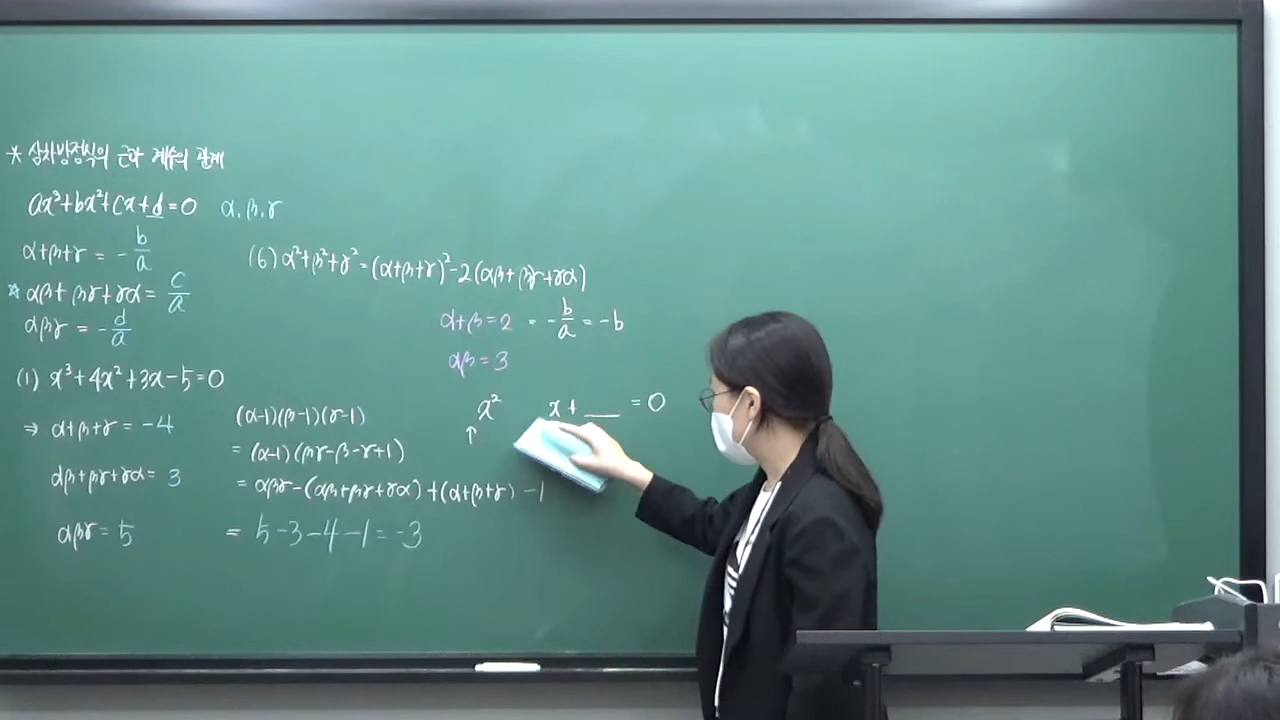 * 삼차방정식의 근과 계수의 관계
ax³+bx²+cx+d=0   α, β, γ
α+β+γ = -b/a
☆ αβ+βγ+γα = c/a
αβγ = -d/a
(1) x³+4x²+3x-5=0
⇒ α+β+γ = -4
αβ+βγ+γα = 3
αβγ = 5
(α-1)(β-1)(γ-1)
= (α-1)(βγ-β-γ+1)
= αβγ-(αβ+βγ+γα)+(α+β+γ)-1
= 5-3-4-1=-3
(6) α²+β²+γ²=(α+β+γ)²-2(αβ+βγ+γα)
α+β=2 = -b/a = -b
αβ=3
x² x+__=0
↑